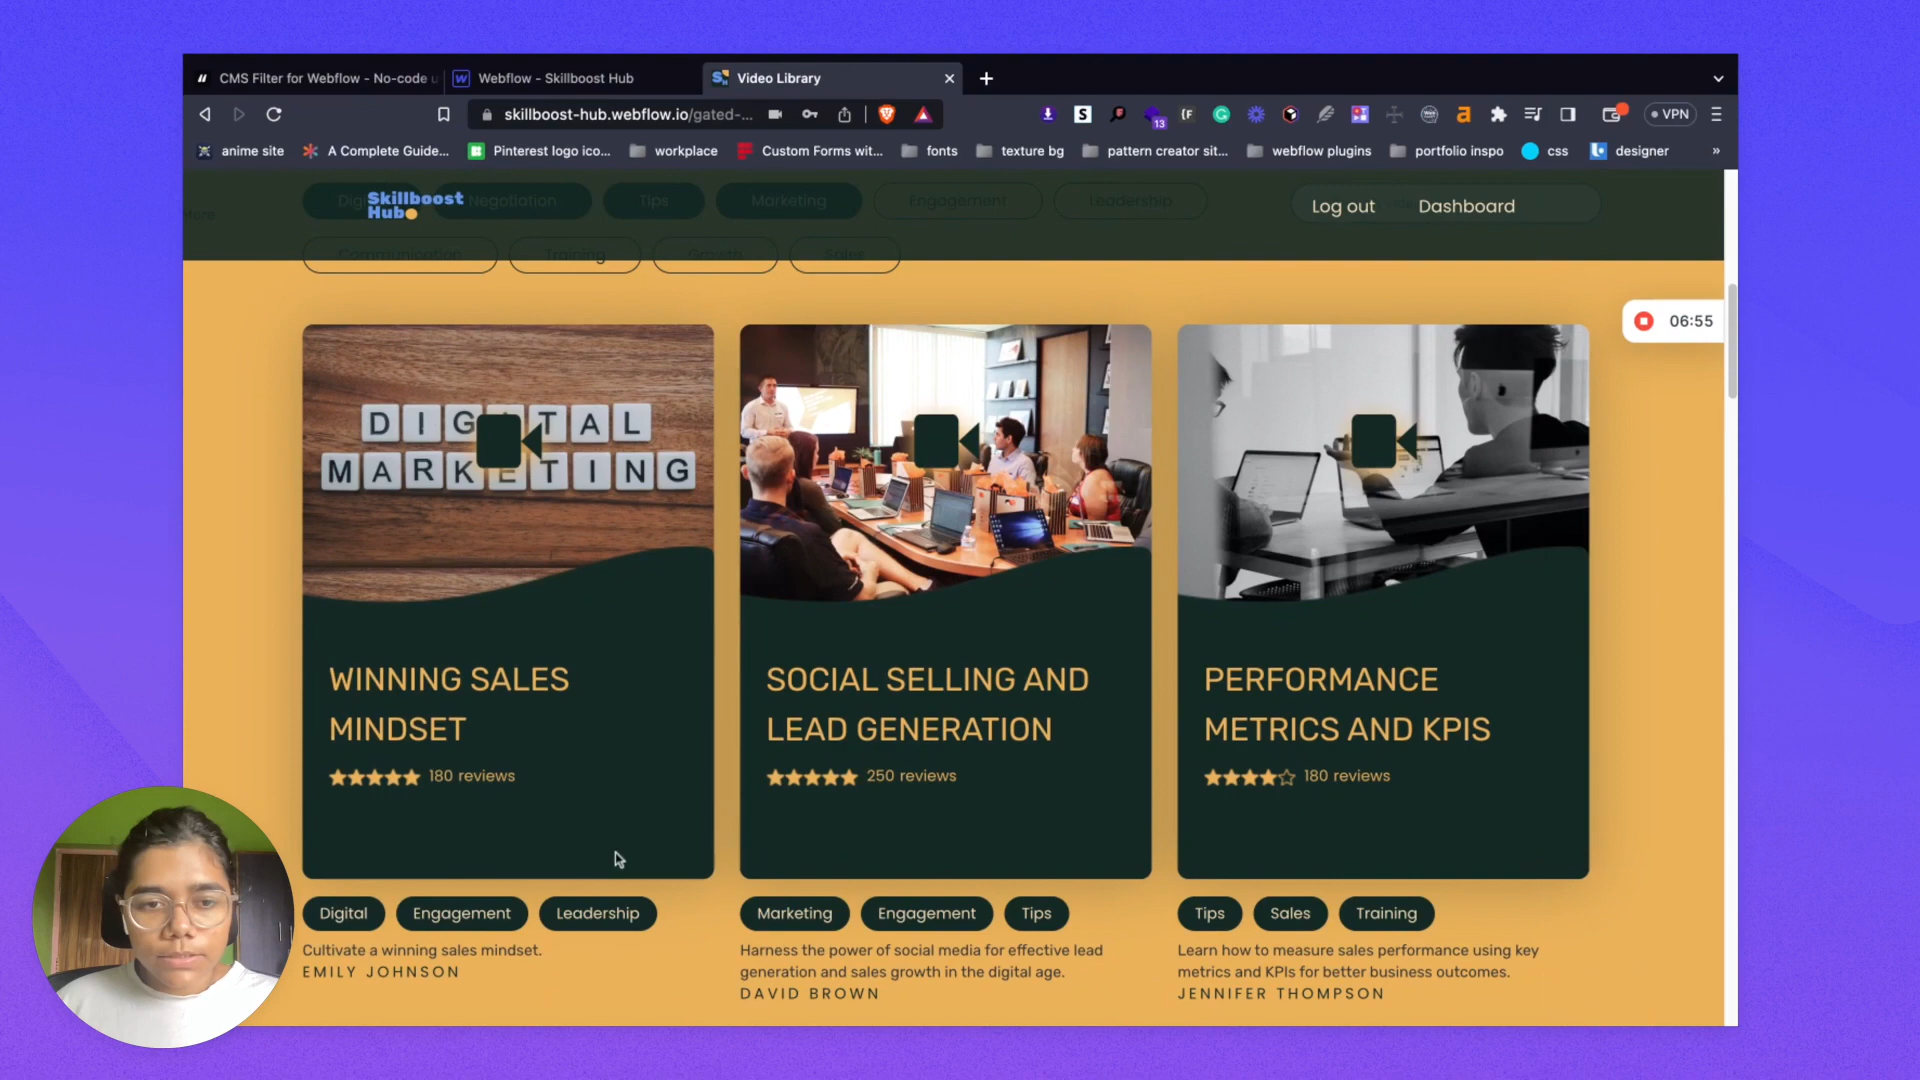 CMS Filter for Webflow - No-code u
Webflow - Skillboost Hub
Video Library
skillboost-hub.webflow.io/gated-...
13
VPN
anime site
A Complete Guide...
Pinterest logo ico...
workplace
Custom Forms wit...
fonts
texture bg
pattern creator sit...
webflow plugins
portfolio inspo
css
designer
»
Skillboost
Hub
Negotiation
Tips
Marketing
Engagement
Leadership
Log out
Dashboard
Communication
Training
Growth
Sales
06:55
DIGITAL
MARKETING
WINNING SALES
MINDSET
180 reviews
Digital
Engagement
Leadership
Cultivate a winning sales mindset.
EMILY JOHNSON
SOCIAL SELLING AND
LEAD GENERATION
250 reviews
Marketing
Engagement
Tips
Harness the power of social media for effective lead
generation and sales growth in the digital age.
DAVID BROWN
PERFORMANCE
METRICS AND KPIS
180 reviews
Tips
Sales
Training
Learn how to measure sales performance using key
metrics and KPIs for better business outcomes.
JENNIFER THOMPSON